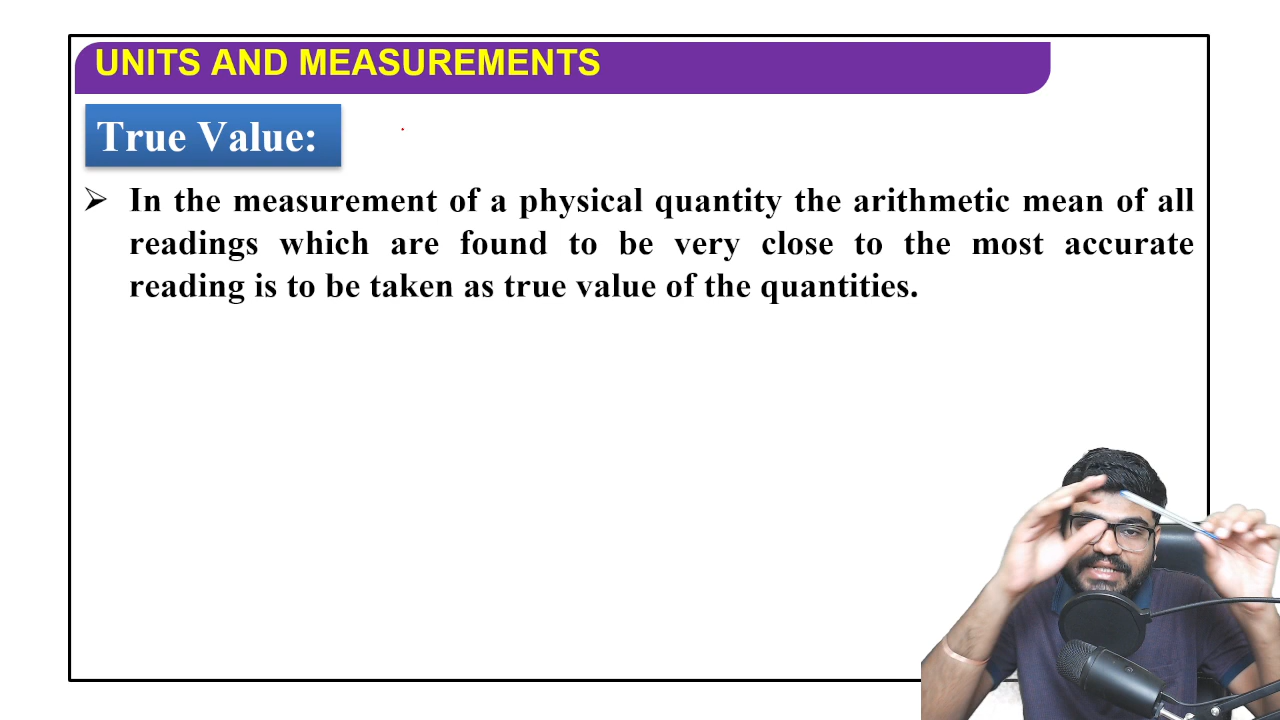 UNITS AND MEASUREMENTS
True Value:
In the measurement of a physical quantity the arithmetic mean of all
readings which are found to be very close to the most accurate
reading is to be taken as true value of the quantities.